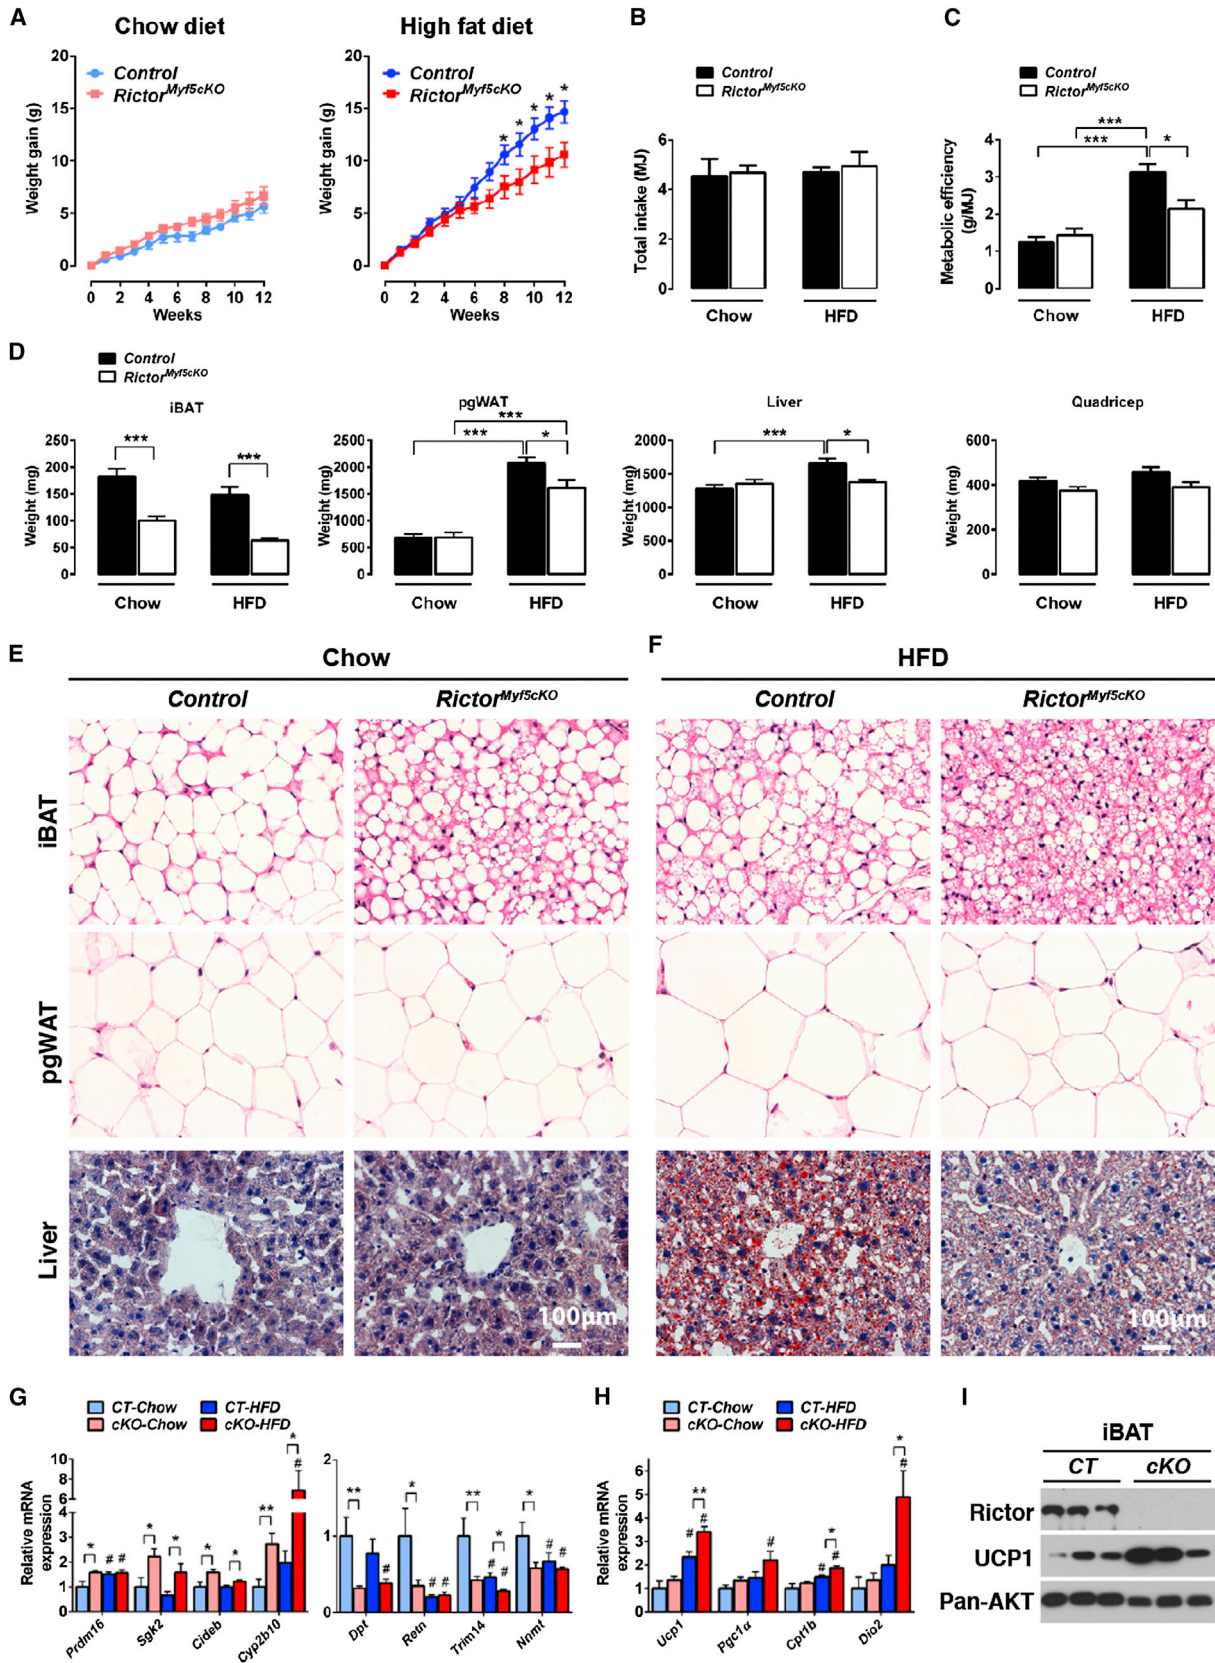 A
Chow diet
High fat diet
Weight gain (g)
20
15
10
5
0
Control
Rictor^Myf5cKO
0 2 4 6 8 10 12
Weeks
Weight gain (g)
20
15
10
5
0
Control
Rictor^Myf5cKO
* * * * *
0 2 4 6 8 10 12
Weeks
B
Control
Rictor^Myf5cKO
Total intake (MJ)
6
4
2
0
Chow HFD
C
Control
Rictor^Myf5cKO
Metabolic efficiency
(g/MJ)
4
3
2
1
0
***
*** *
Chow HFD
D
Control
Rictor^Myf5cKO
iBAT
Weight (mg)
250
200
150
100
50
0
*** ***
Chow HFD
pgWAT
Weight (mg)
2500
2000
1500
1000
500
0
***
*** *
Chow HFD
Liver
Weight (mg)
2000
1500
1000
500
0
*** *
Chow HFD
Quadricep
Weight (mg)
600
400
200
0
Chow HFD
E
Chow
Control Rictor^Myf5cKO
F
HFD
Control Rictor^Myf5cKO
iBAT
pgWAT
Liver
100µm
100µm
G
CT-Chow CT-HFD
cKO-Chow cKO-HFD
Relative mRNA
expression
10
8
6
4
3
2
1
0
* # # * * * * ** * #
Prdm16 Sgk2 Cideb Cyp2b10
2
1
0
** # * # # ** # * # * # #
Dpt Retn Trim14 Nnmt
H
CT-Chow CT-HFD
cKO-Chow cKO-HFD
Relative mRNA
expression
6
5
4
3
2
1
0
# ** # # # * # * #
Ucp1 Pgc1α Cpt1b Dio2
I
iBAT
CT cKO
Rictor
UCP1
Pan-AKT